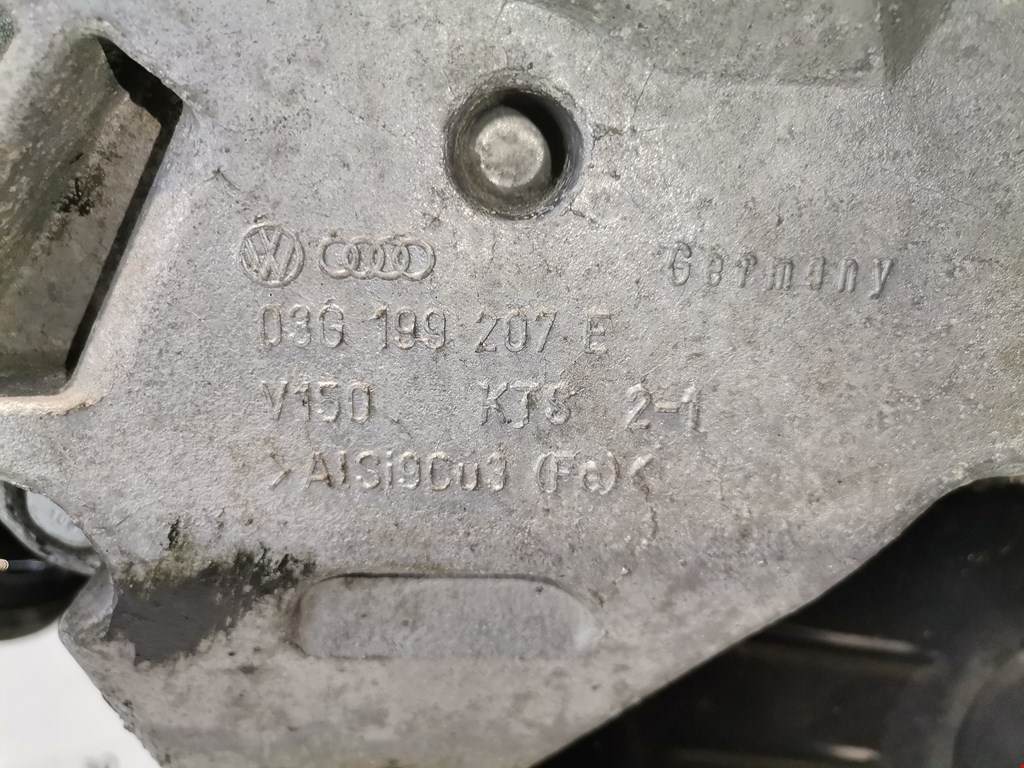 Germany
03G 199 207 E
V150 KTS 2-1
>AlSi9Cu3 (Fe)<